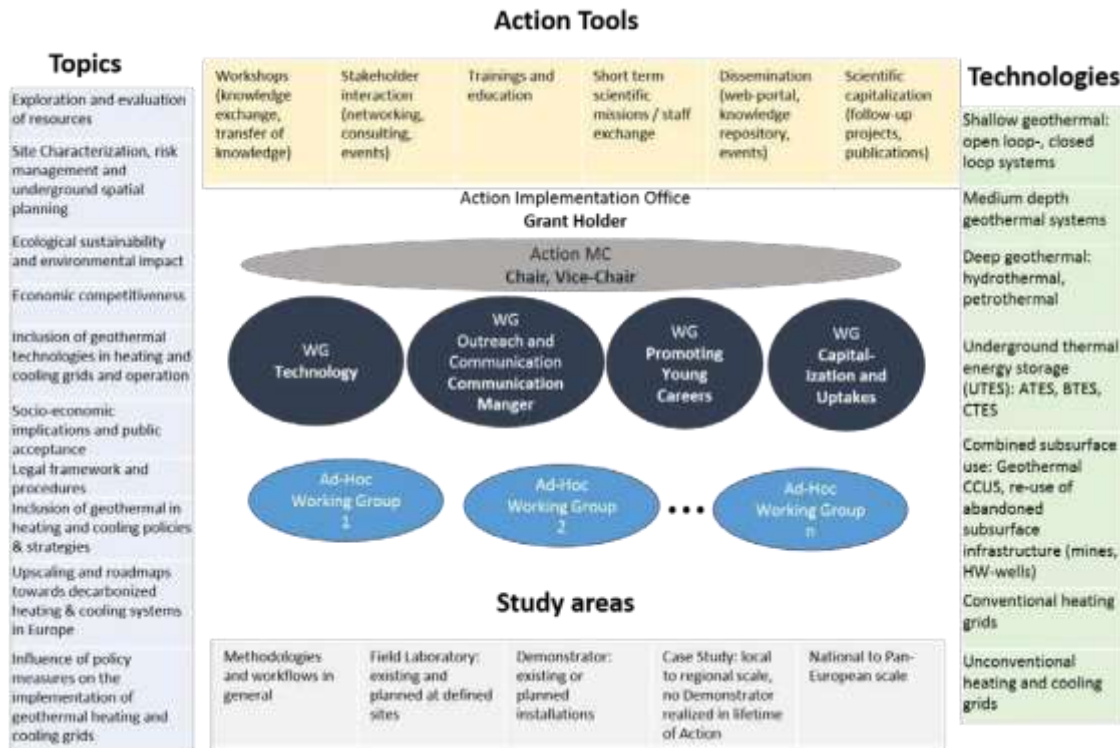 Action Tools
Topics
Exploration and evaluation
of resources
Site Characterization, risk
management and
underground spatial
planning
Ecological sustainability
and environmental impact
Economic competitiveness
Inclusion of geothermal
technologies in heating and
cooling grids and operation
Socio-economic
implications and public
acceptance
Legal framework and
procedures
Inclusion of geothermal in
heating and cooling policies
& strategies
Upscaling and roadmaps
towards decarbonized
heating & cooling systems
in Europe
Influence of policy
measures on the
implementation of
geothermal heating and
cooling grids
Workshops
(knowledge
exchange,
transfer of
knowledge)
Stakeholder
interaction
(networking,
consulting,
events)
Trainings and
education
Short term
scientific
missions / staff
exchange
Dissemination
(web-portal,
knowledge
repository,
events)
Scientific
capitalization
(follow-up
projects,
publications)
Action Implementation Office
Grant Holder
Action MC
Chair, Vice-Chair
WG
Technology
WG
Outreach and
Communication
Communication
Manger
WG
Promoting
Young
Careers
WG
Capital-
ization and
Uptakes
Ad-Hoc
Working Group
1
Ad-Hoc
Working Group
2
•••
Ad-Hoc
Working Group
n
Study areas
Methodologies
and workflows in
general
Field Laboratory:
existing and
planned at defined
sites
Demonstrator:
existing or
planned
installations
Case Study: local
to regional scale,
no Demonstrator
realized in lifetime
of Action
National to Pan-
European scale
Technologies
Shallow geothermal:
open loop-, closed
loop systems
Medium depth
geothermal systems
Deep geothermal:
hydrothermal,
petrothermal
Underground thermal
energy storage
(UTES): ATES, BTES,
CTES
Combined subsurface
use: Geothermal
CCUS, re-use of
abandoned
subsurface
infrastructure (mines,
HW-wells)
Conventional heating
grids
Unconventional
heating and cooling
grids